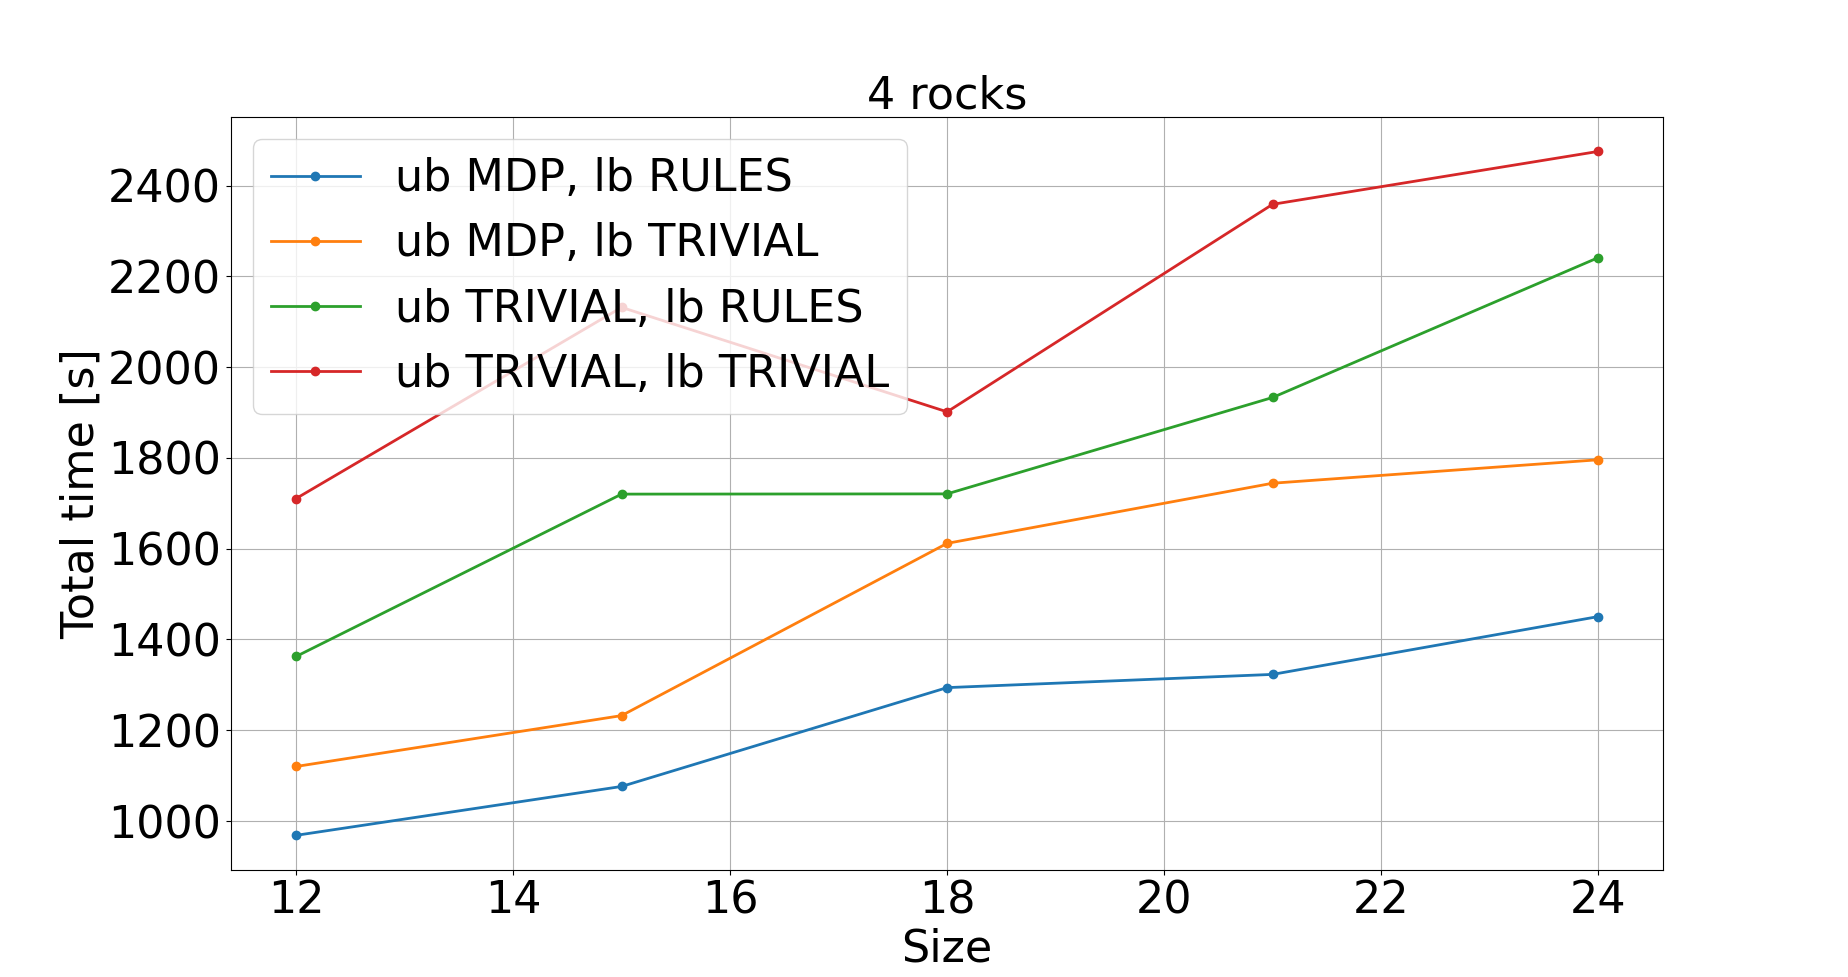 4 rocks
ub MDP, lb RULES
ub MDP, lb TRIVIAL
ub TRIVIAL, lb RULES
ub TRIVIAL, lb TRIVIAL
Total time [s]
2400
2200
2000
1800
1600
1400
1200
1000
12 14 16 18 20 22 24
Size